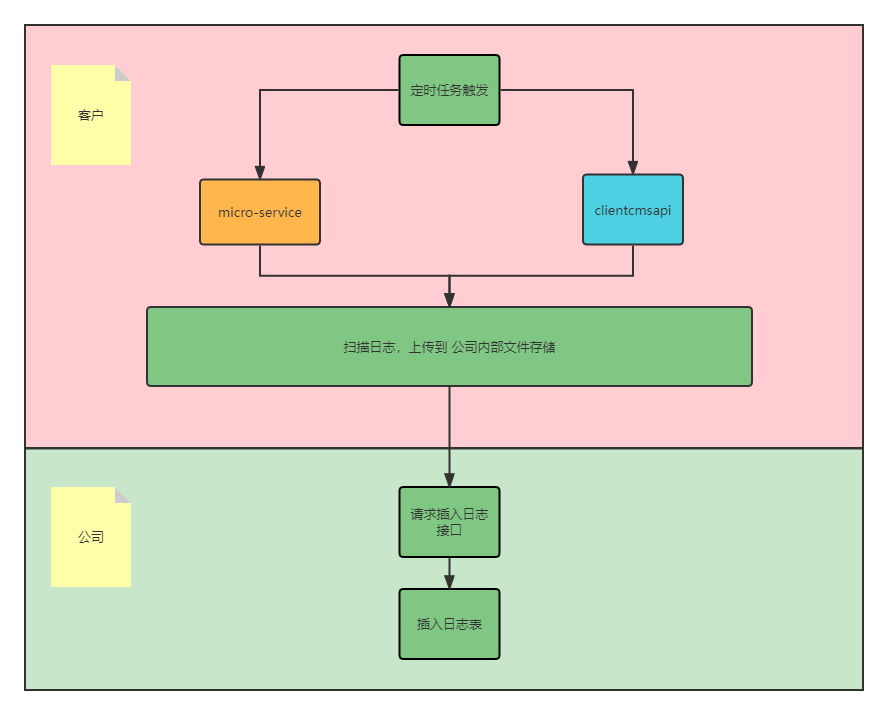 定时任务触发
客户
micro-service
clientcmsapi
扫描日志，上传到 公司内部文件存储
请求插入日志
接口
公司
插入日志表